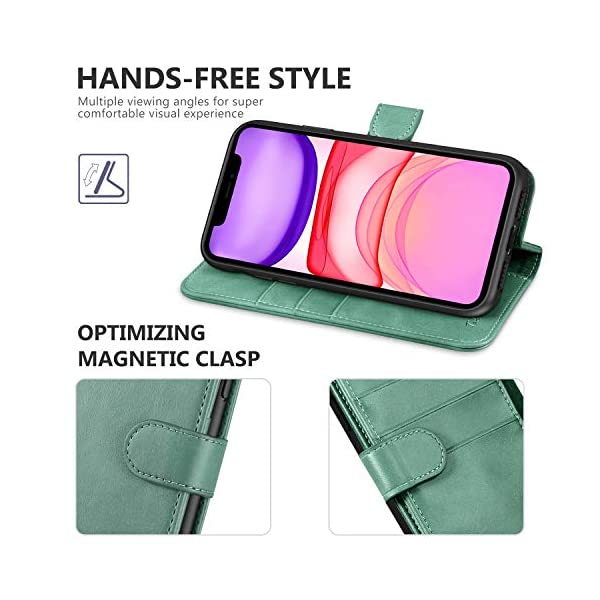 HANDS-FREE STYLE
Multiple viewing angles for super
comfortable visual experience
OPTIMIZING
MAGNETIC CLASP